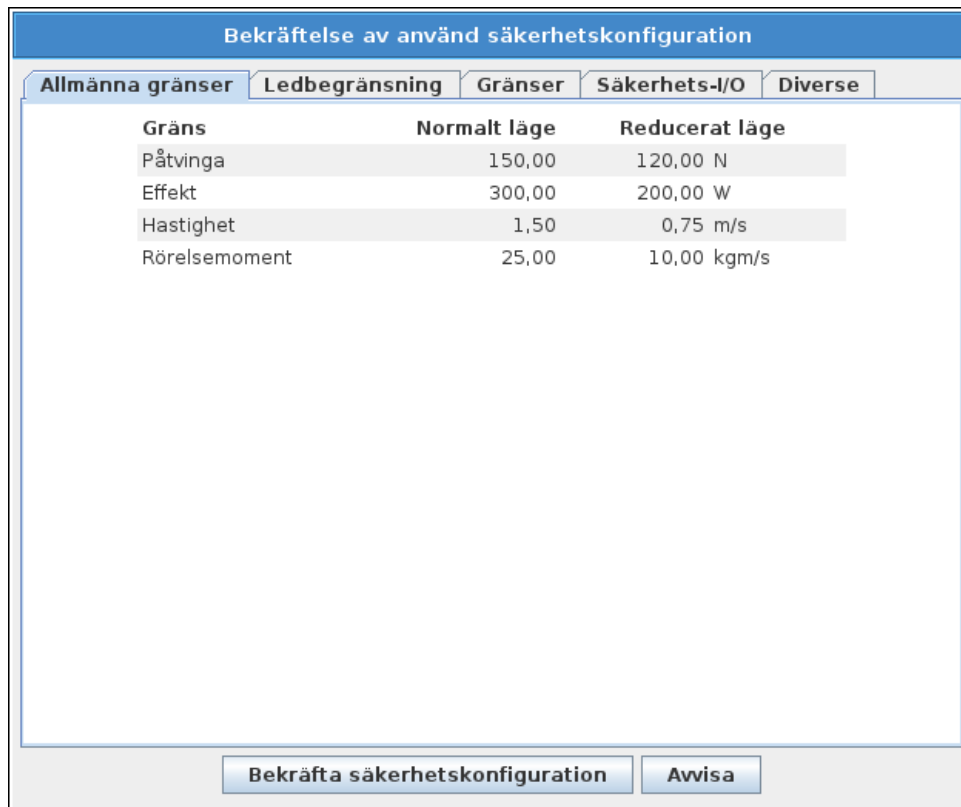 Bekräftelse av använd säkerhetskonfiguration
Allmänna gränser Ledbegränsning Gränser Säkerhets-I/O Diverse
Gräns Normalt läge Reducerat läge
Påtvinga 150,00 120,00 N
Effekt 300,00 200,00 W
Hastighet 1,50 0,75 m/s
Rörelsemoment 25,00 10,00 kgm/s
Bekräfta säkerhetskonfiguration Avvisa